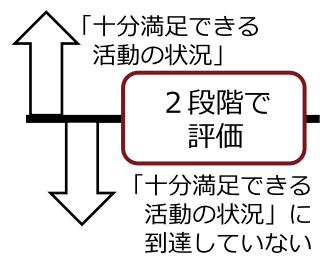 「十分満足できる
活動の状況」
２段階で
評価
「十分満足できる
活動の状況」に
到達していない